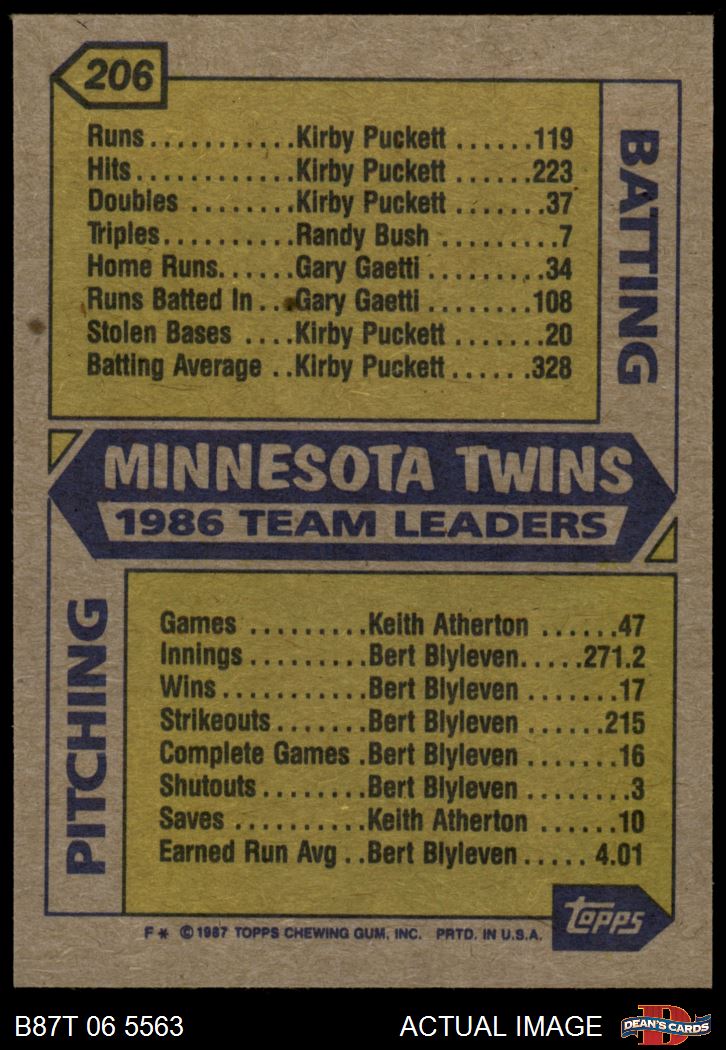 206
Runs...........Kirby Puckett ......119
Hits............Kirby Puckett ......223
Doubles ........Kirby Puckett .......37
Triples..........Randy Bush .........7
Home Runs......Gary Gaetti .........34
Runs Batted In...Gary Gaetti ........108
Stolen Bases ....Kirby Puckett .......20
Batting Average ..Kirby Puckett ......328
BATTING
MINNESOTA TWINS
1986 TEAM LEADERS
PITCHING
Games .........Keith Atherton ......47
Innings.........Bert Blyleven.....271.2
Wins............Bert Blyleven .......17
Strikeouts.......Bert Blyleven ......215
Complete Games .Bert Blyleven .......16
Shutouts........Bert Blyleven ........3
Saves ..........Keith Atherton ......10
Earned Run Avg ..Bert Blyleven ..... 4.01
Topps
F* © 1987 TOPPS CHEWING GUM, INC. PRTD. IN U.S.A.
B87T 06 5563 ACTUAL IMAGE
D
DEAN'S CARDS